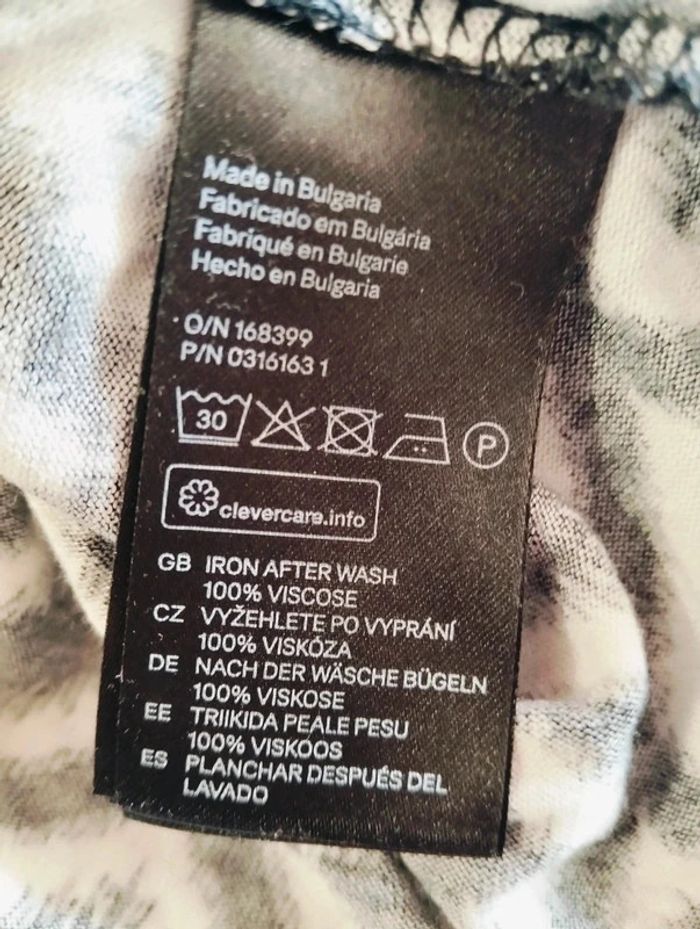 Made in Bulgaria
Fabricado em Bulgária
Fabriqué en Bulgarie
Hecho en Bulgaria
O/N 168399
P/N 0316163 1
30
P
clevercare.info
GB IRON AFTER WASH
100% VISCOSE
CZ VYŽEHLETE PO VYPRÁNÍ
100% VISKÓZA
DE NACH DER WÄSCHE BÜGELN
100% VISKOSE
EE TRIIKIDA PEALE PESU
100% VISKOOS
ES PLANCHAR DESPUÉS DEL
LAVADO